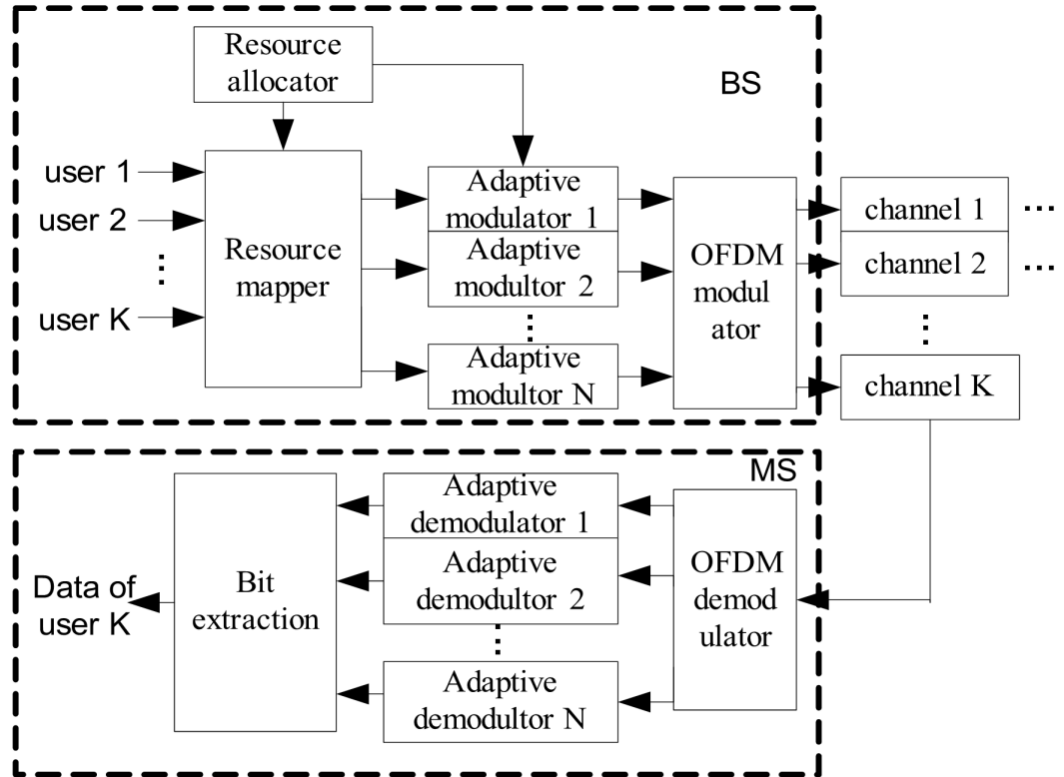 Resource
allocator
BS
user 1
user 2
⋮
user K
Resource
mapper
Adaptive
modulator 1
Adaptive
modultor 2
⋮
Adaptive
modultor N
OFDM
modul
ator
channel 1 ...
channel 2 ...
⋮
channel K
MS
Adaptive
demodulator 1
Adaptive
demodultor 2
⋮
Adaptive
demodultor N
OFDM
demod
ulator
Bit
extraction
Data of
user K